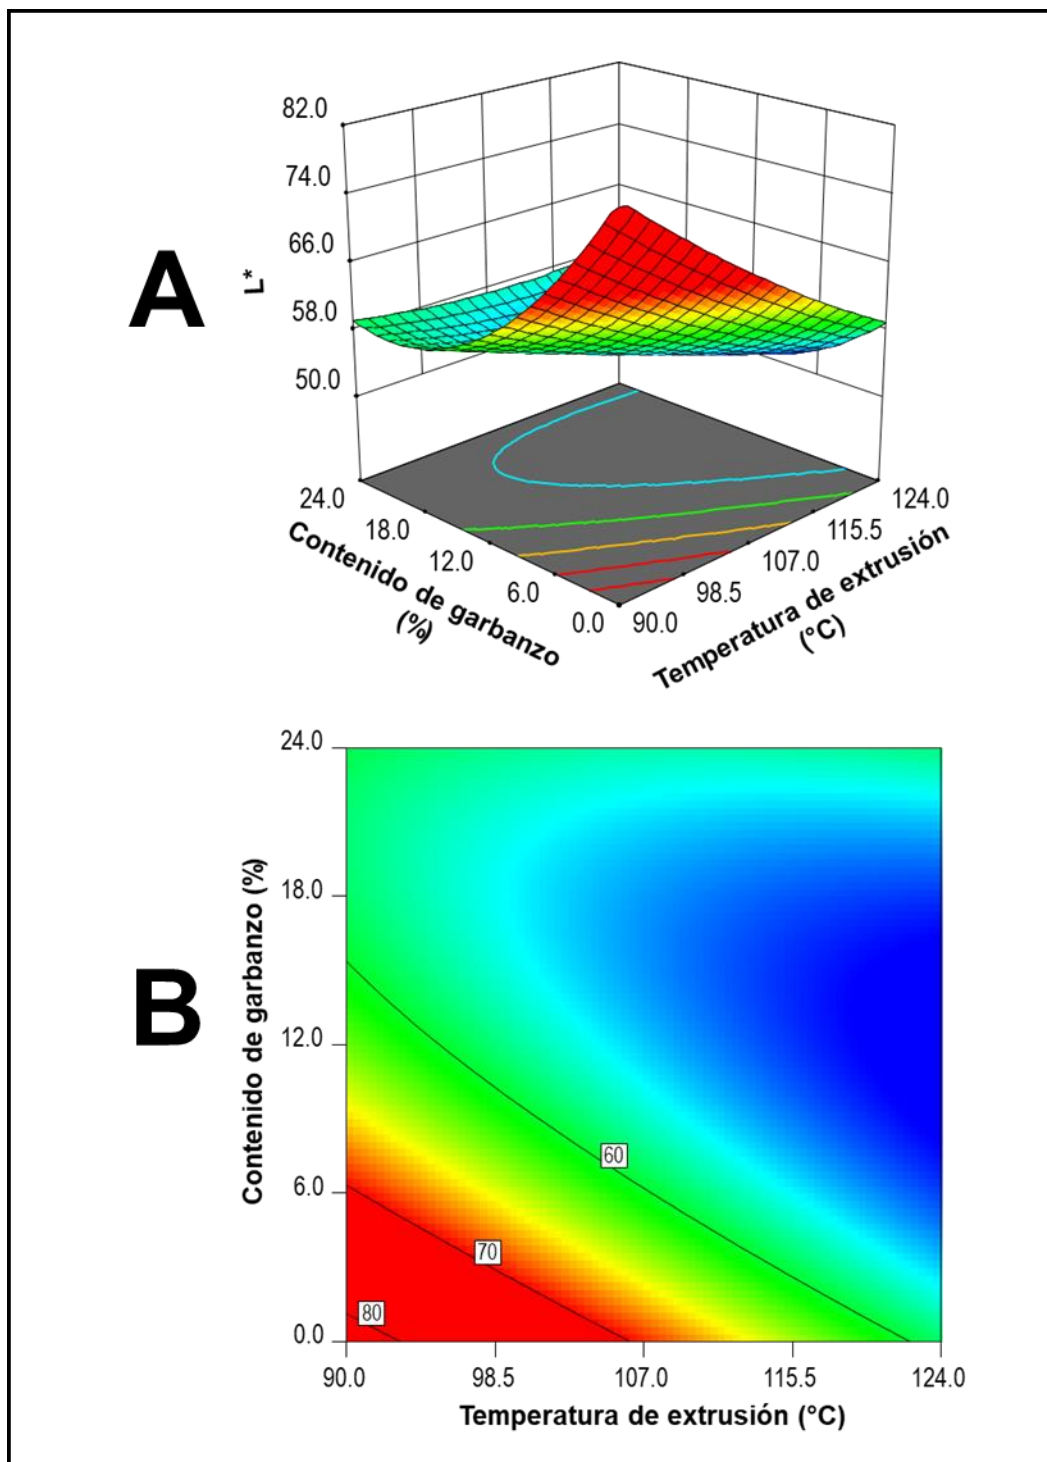 A
L*
82.0
74.0
66.0
58.0
50.0
24.0
18.0
12.0
6.0
0.0
Contenido de garbanzo
(%)
90.0
98.5
107.0
115.5
124.0
Temperatura de extrusión
(°C)
B
Contenido de garbanzo (%)
24.0
18.0
12.0
6.0
0.0
60
70
80
90.0 98.5 107.0 115.5 124.0
Temperatura de extrusión (°C)